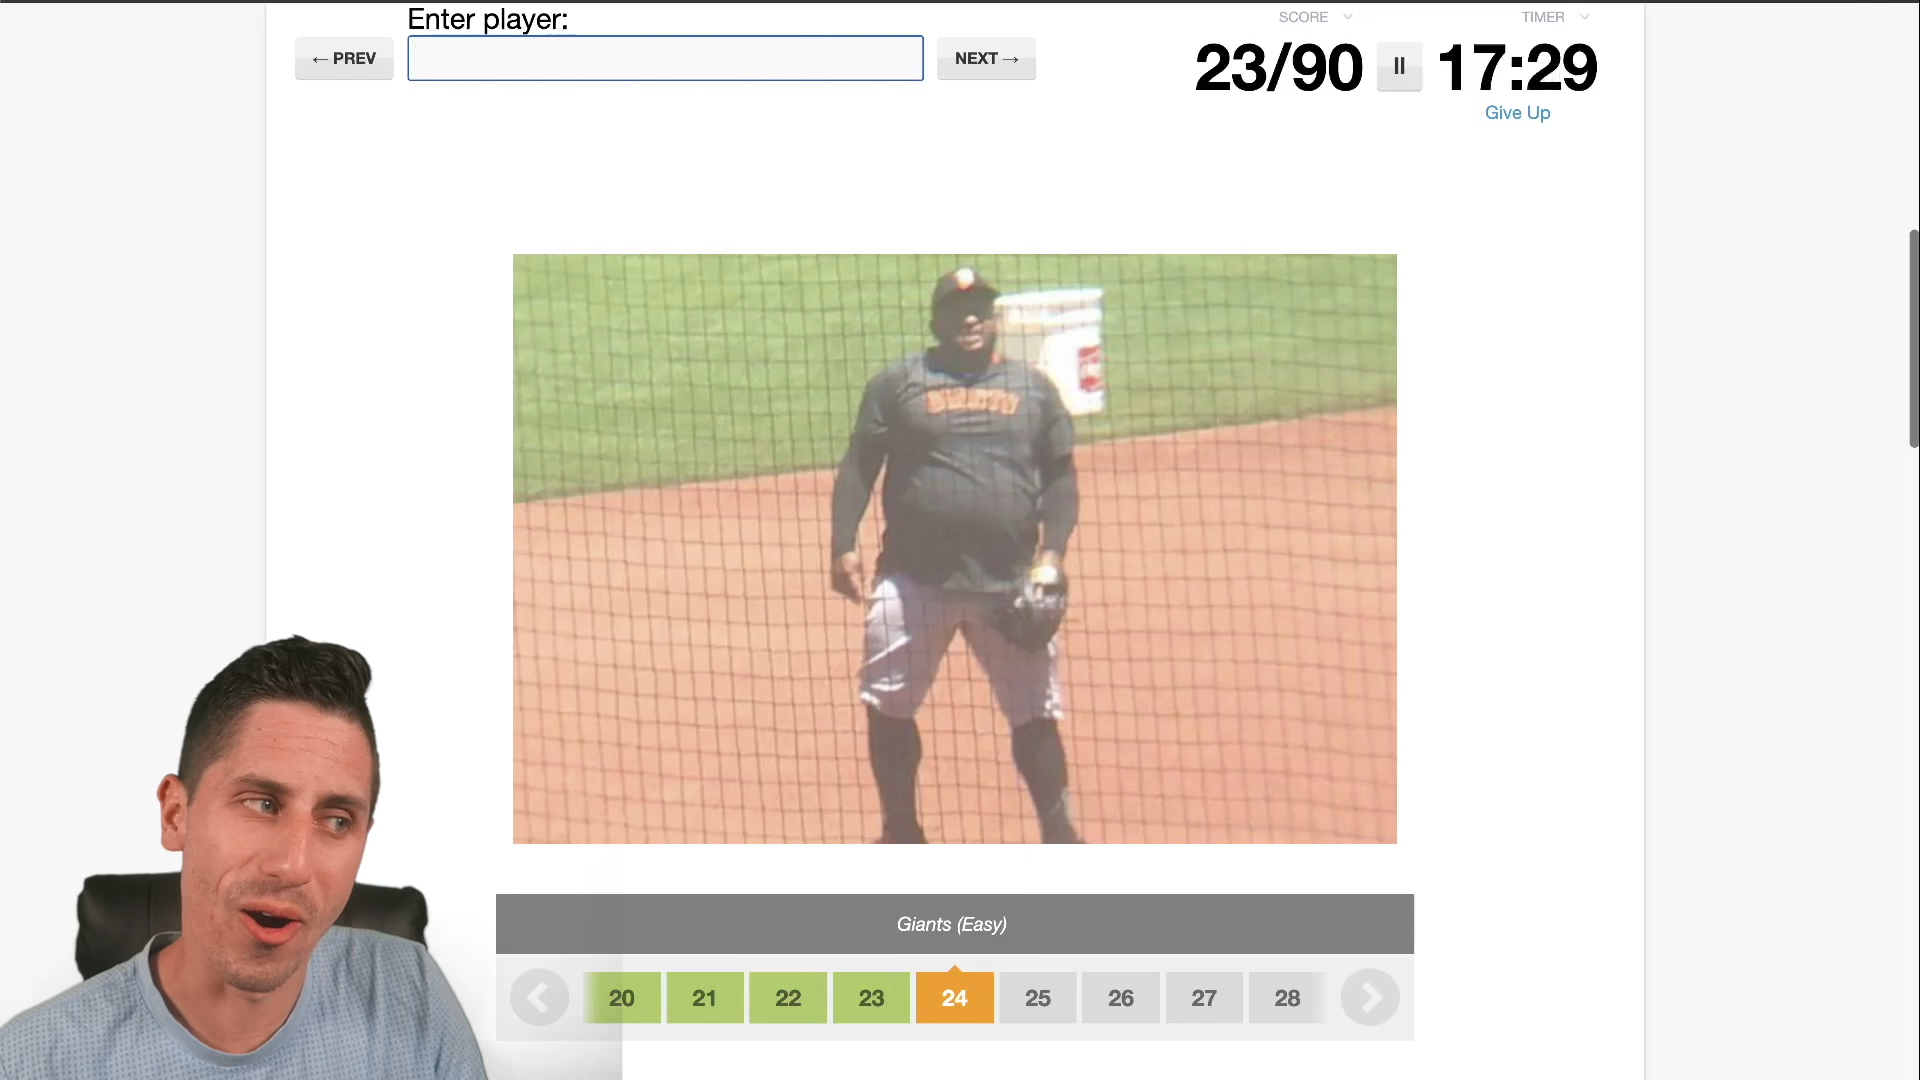 Enter player:
← PREV
NEXT →
SCORE
TIMER
23/90
17:29
Give Up
GIANTS
Giants (Easy)
20 21 22 23 24 25 26 27 28